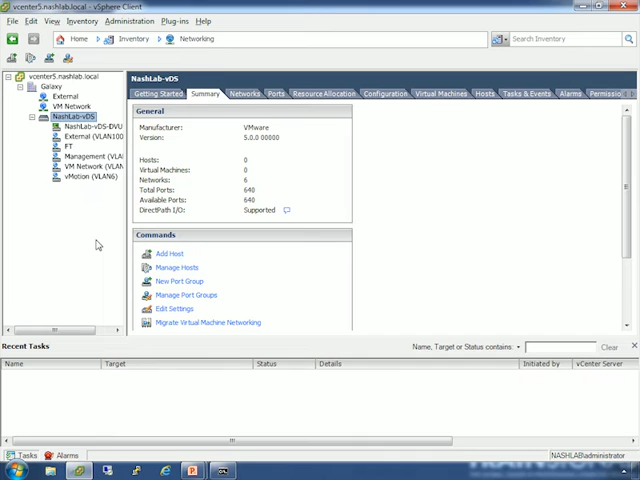 vcenter5.nashlab.local - vSphere Client
File Edit View Inventory Administration Plug-ins Help
Home Inventory Networking Search Inventory
vcenter5.nashlab.local
Galaxy
External
VM Network
NashLab-vDS
NashLab-vDS-DVU
External (VLAN100
FT
Management (VLA
VM Network (VLAN
vMotion (VLAN6)
NashLab-vDS
Getting Started Summary Networks Ports Resource Allocation Configuration Virtual Machines Hosts Tasks & Events Alarms Permissio
General
Manufacturer: VMware
Version: 5.0.0 00000
Hosts: 0
Virtual Machines: 0
Networks: 6
Total Ports: 640
Available Ports: 640
DirectPath I/O: Supported
Commands
Add Host
Manage Hosts
New Port Group
Manage Port Groups
Edit Settings
Migrate Virtual Machine Networking
Recent Tasks Name, Target or Status contains: Clear
Name Target Status Details Initiated by vCenter Server
Tasks Alarms NASHLAB\administrator